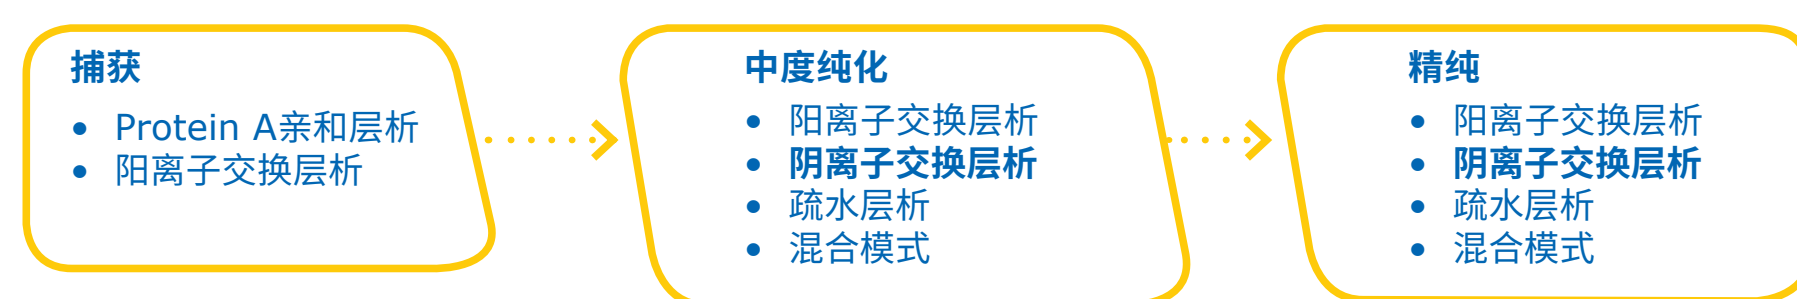 捕获
• Protein A亲和层析
• 阳离子交换层析
中度纯化
• 阳离子交换层析
• 阴离子交换层析
• 疏水层析
• 混合模式
精纯
• 阳离子交换层析
• 阴离子交换层析
• 疏水层析
• 混合模式